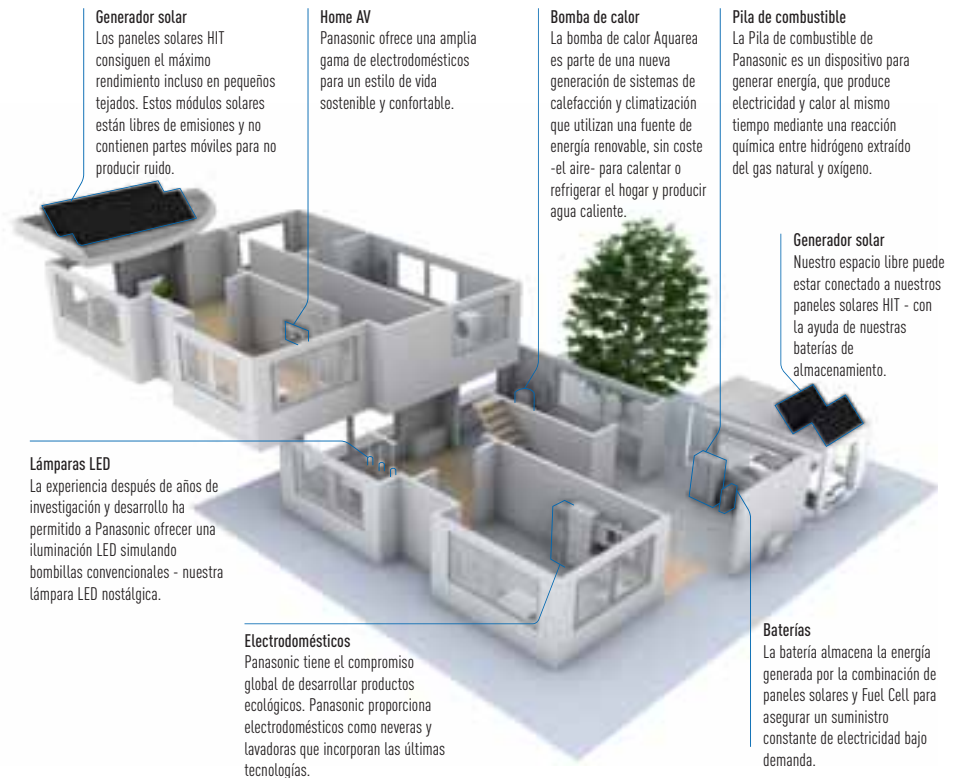 Generador solar
Los paneles solares HIT
consiguen el máximo
rendimiento incluso en pequeños
tejados. Estos módulos solares
están libres de emisiones y no
contienen partes móviles para no
producir ruido.
Home AV
Panasonic ofrece una amplia
gama de electrodomésticos
para un estilo de vida
sostenible y confortable.
Bomba de calor
La bomba de calor Aquarea
es parte de una nueva
generación de sistemas de
calefacción y climatización
que utilizan una fuente de
energía renovable, sin coste
-el aire- para calentar o
refrigerar el hogar y producir
agua caliente.
Pila de combustible
La Pila de combustible de
Panasonic es un dispositivo para
generar energía, que produce
electricidad y calor al mismo
tiempo mediante una reacción
química entre hidrógeno extraído
del gas natural y oxígeno.
Generador solar
Nuestro espacio libre puede
estar conectado a nuestros
paneles solares HIT - con
la ayuda de nuestras
baterías de
almacenamiento.
Lámparas LED
La experiencia después de años de
investigación y desarrollo ha
permitido a Panasonic ofrecer una
iluminación LED simulando
bombillas convencionales - nuestra
lámpara LED nostálgica.
Electrodomésticos
Panasonic tiene el compromiso
global de desarrollar productos
ecológicos. Panasonic proporciona
electrodomésticos como neveras y
lavadoras que incorporan las últimas
tecnologías.
Baterías
La batería almacena la energía
generada por la combinación de
paneles solares y Fuel Cell para
asegurar un suministro
constante de electricidad bajo
demanda.